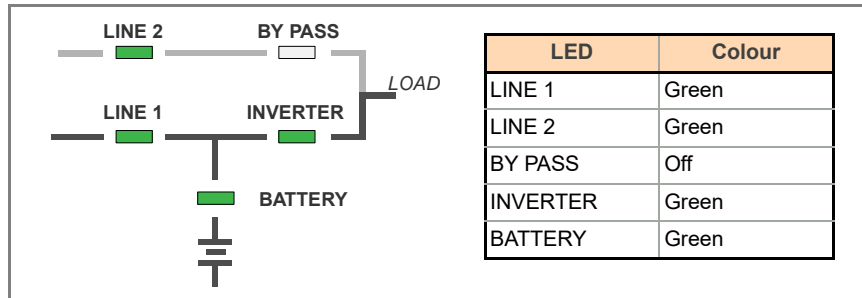 LINE 2 BY PASS
LOAD
LINE 1 INVERTER
BATTERY
LED Colour
LINE 1 Green
LINE 2 Green
BY PASS Off
INVERTER Green
BATTERY Green